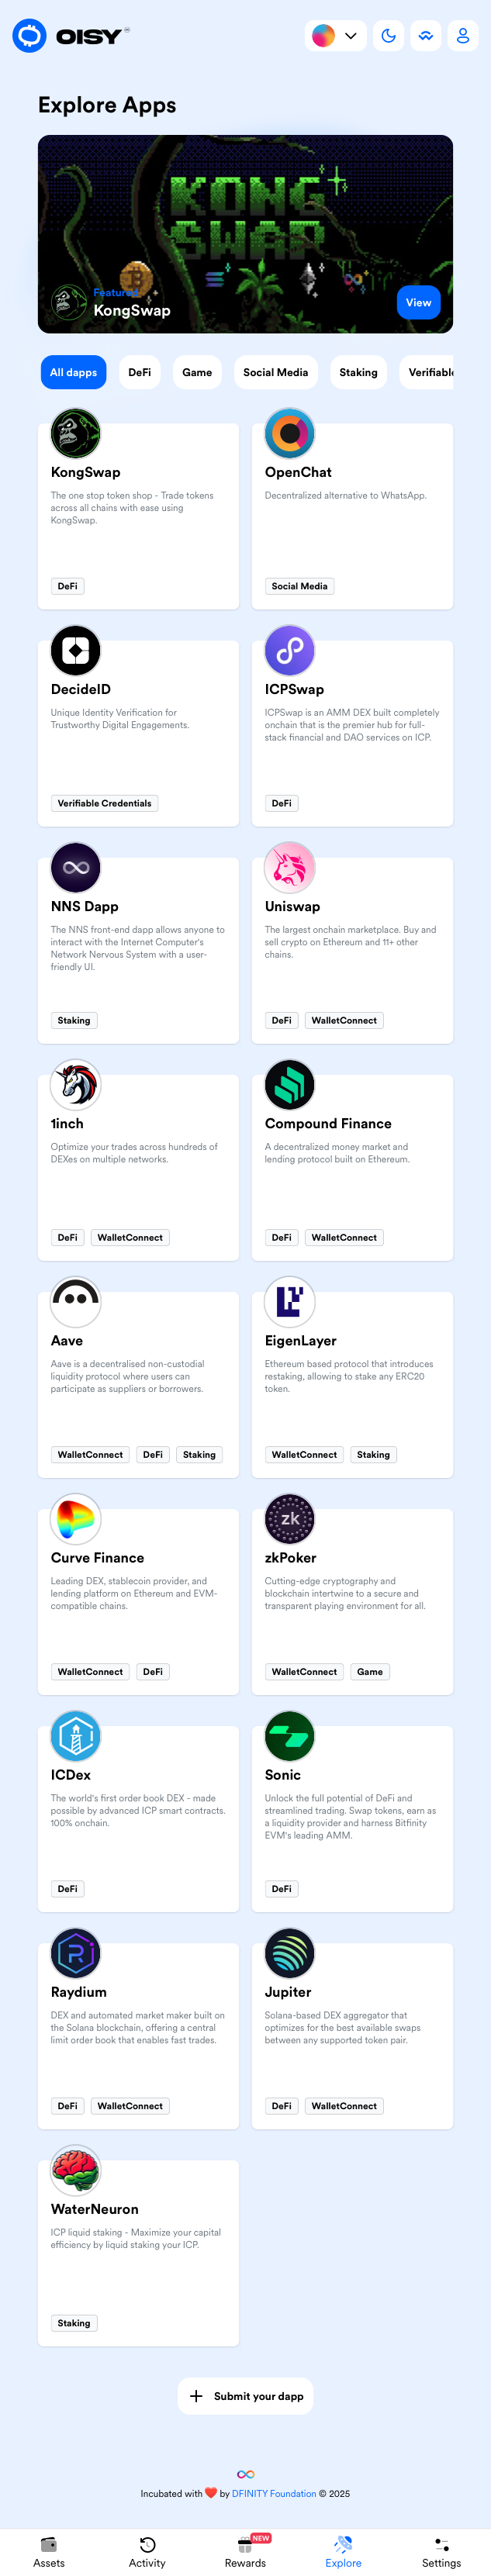 OISY
Explore Apps
KONG
SWAP
Featured
KongSwap
View
All dapps
DeFi
Game
Social Media
Staking
Verifiable
KongSwap
The one stop token shop - Trade tokens
across all chains with ease using
KongSwap.
DeFi
OpenChat
Decentralized alternative to WhatsApp.
Social Media
DecideID
Unique Identity Verification for
Trustworthy Digital Engagements.
Verifiable Credentials
ICPSwap
ICPSwap is an AMM DEX built completely
onchain that is the premier hub for full-
stack financial and DAO services on ICP.
DeFi
NNS Dapp
The NNS front-end dapp allows anyone to
interact with the Internet Computer's
Network Nervous System with a user-
friendly UI.
Staking
Uniswap
The largest onchain marketplace. Buy and
sell crypto on Ethereum and 11+ other
chains.
DeFi WalletConnect
1inch
Optimize your trades across hundreds of
DEXes on multiple networks.
DeFi WalletConnect
Compound Finance
A decentralized money market and
lending protocol built on Ethereum.
DeFi WalletConnect
Aave
Aave is a decentralised non-custodial
liquidity protocol where users can
participate as suppliers or borrowers.
WalletConnect DeFi Staking
EigenLayer
Ethereum based protocol that introduces
restaking, allowing to stake any ERC20
token.
WalletConnect Staking
Curve Finance
Leading DEX, stablecoin provider, and
lending platform on Ethereum and EVM-
compatible chains.
WalletConnect DeFi
zk
zkPoker
Cutting-edge cryptography and
blockchain intertwine to a secure and
transparent playing environment for all.
WalletConnect Game
ICDex
The world's first order book DEX - made
possible by advanced ICP smart contracts.
100% onchain.
DeFi
Sonic
Unlock the full potential of DeFi and
streamlined trading. Swap tokens, earn as
a liquidity provider and harness Bitfinity
EVM's leading AMM.
DeFi
Raydium
DEX and automated market maker built on
the Solana blockchain, offering a central
limit order book that enables fast trades.
DeFi WalletConnect
Jupiter
Solana-based DEX aggregator that
optimizes for the best available swaps
between any supported token pair.
DeFi WalletConnect
WaterNeuron
ICP liquid staking - Maximize your capital
efficiency by liquid staking your ICP.
Staking
Submit your dapp
Incubated with ❤️ by DFINITY Foundation © 2025
NEW
Assets
Activity
Rewards
Explore
Settings